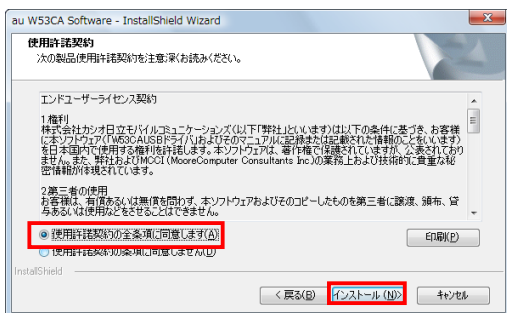 au W53CA Software - InstallShield Wizard
使用許諾契約
次の製品使用許諾契約を注意深くお読みください。
エンドユーザーライセンス契約
1 権利
株式会社カシオ日立モバイルコミュニケーションズ(以下「弊社」といいます)は以下の条件に基づき、お客様
に本ソフトウェア(「W53CAUSBドライバ」およびそのマニュアルに記録または記載された情報のことをいいます)
を日本国内で使用する権利を許諾します。本ソフトウェアは、著作権で保護されていますが、公表されており
ません。また、弊社およびMCCI (MooreComputer Consultants Inc.)の業務上および技術的に貴重な秘
密情報が体現されています。
2 第三者の使用
お客様は、有償あるいは無償を問わず、本ソフトウェアおよびそのコピーしたものを第三者に譲渡、頒布、貸
与あるいは使用などをさせることはできません。
使用許諾契約の全条項に同意します(A)
使用許諾契約の条項に同意しません(D)
印刷(P)
InstallShield
< 戻る(B)
インストール (N)>
キャンセル